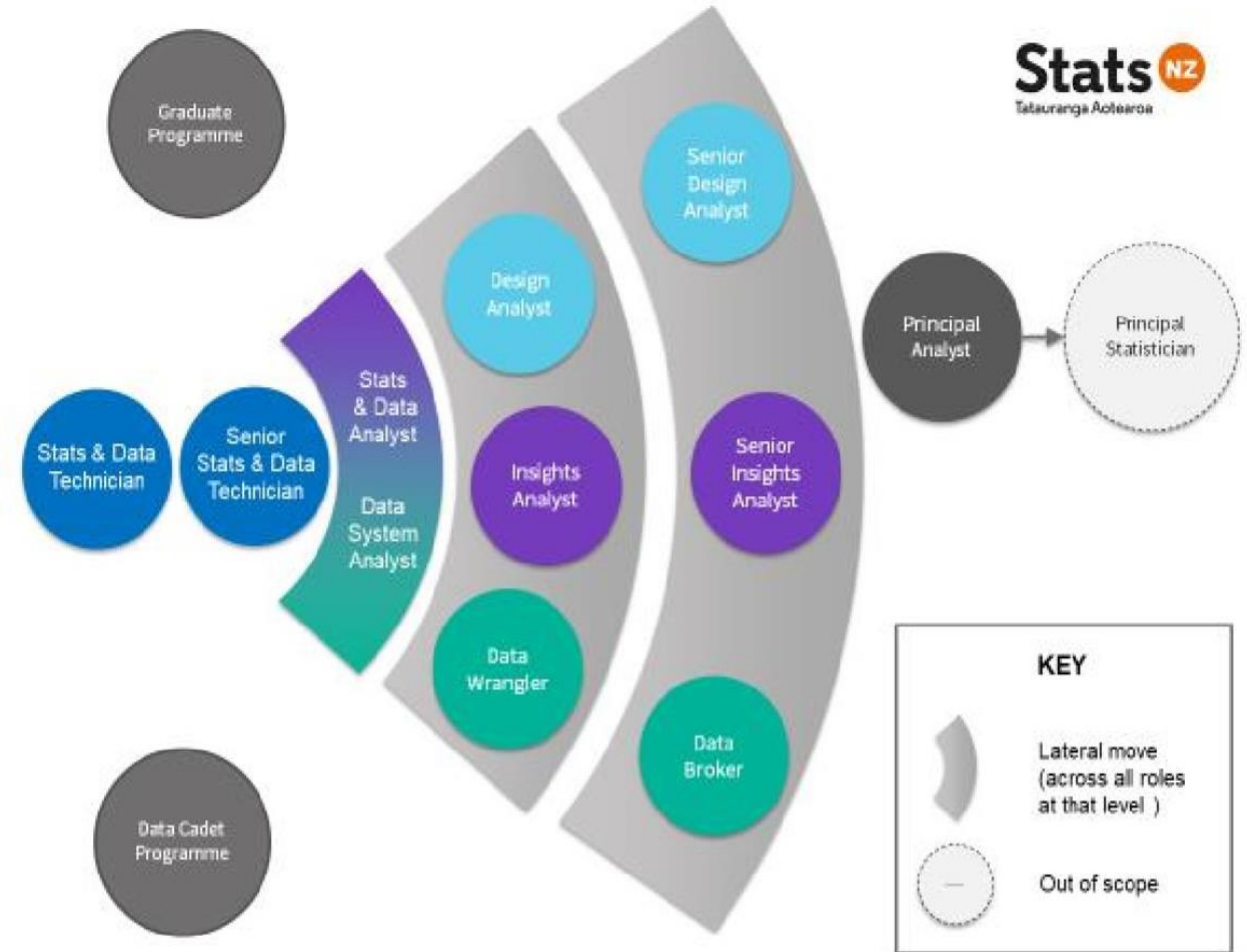 Graduate
Programme
Stats NZ
Tatauranga Aotearoa
Senior
Design
Analyst
Design
Analyst
Principal
Analyst
Principal
Statistician
Stats & Data
Technician
Senior
Stats & Data
Technician
Stats
& Data
Analyst
Data
System
Analyst
Insights
Analyst
Senior
Insights
Analyst
Data
Wrangler
Data
Broker
Data Cadet
Programme
KEY
Lateral move
(across all roles
at that level )
Out of scope